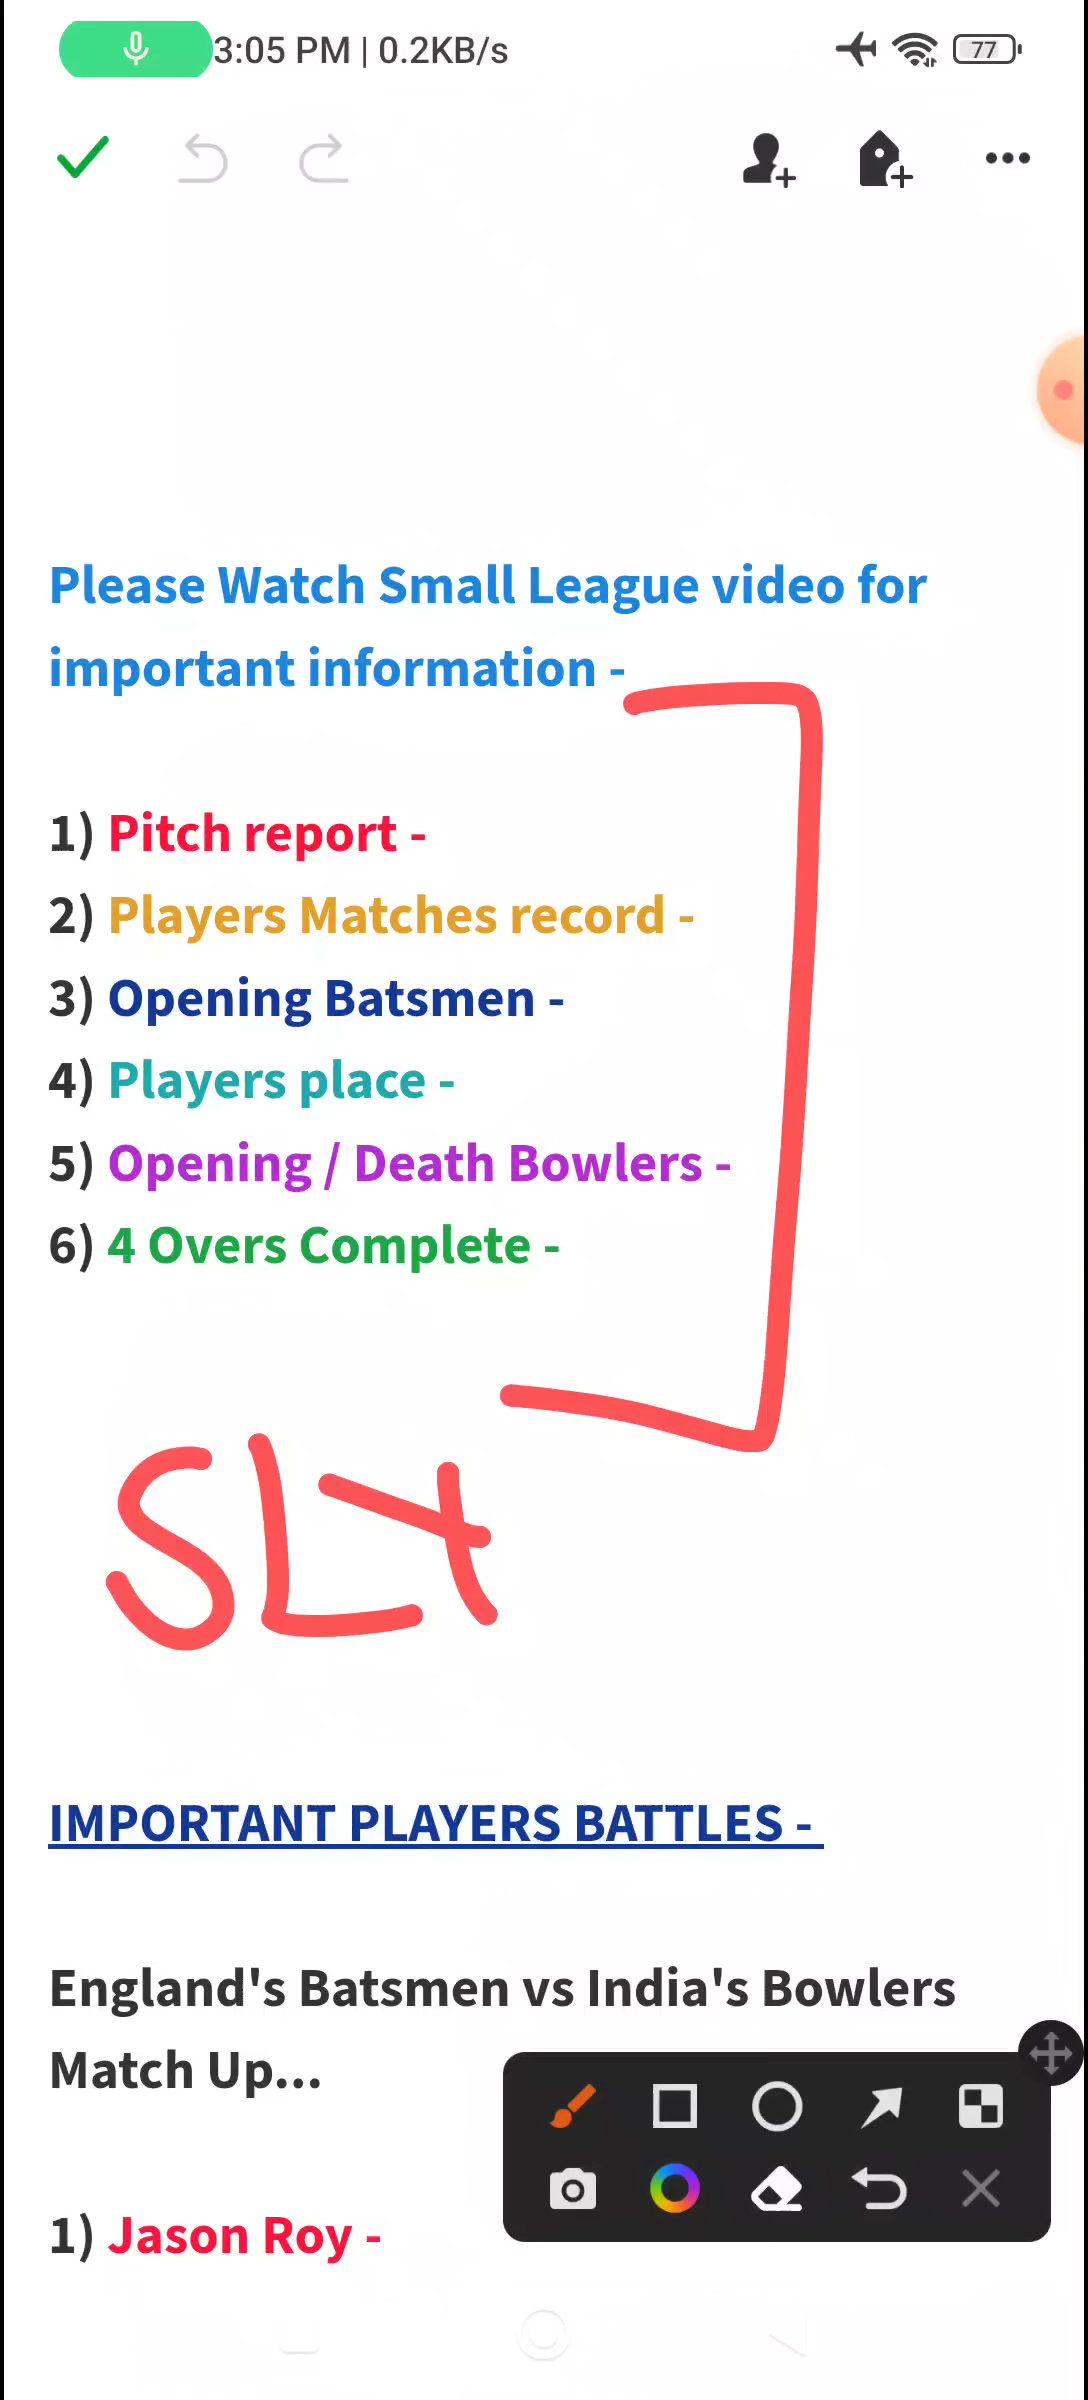 3:05 PM | 0.2KB/s
77
Please Watch Small League video for
important information -
1) Pitch report -
2) Players Matches record -
3) Opening Batsmen -
4) Players place -
5) Opening / Death Bowlers -
6) 4 Overs Complete -
SL
IMPORTANT PLAYERS BATTLES -
England's Batsmen vs India's Bowlers
Match Up...
1) Jason Roy -